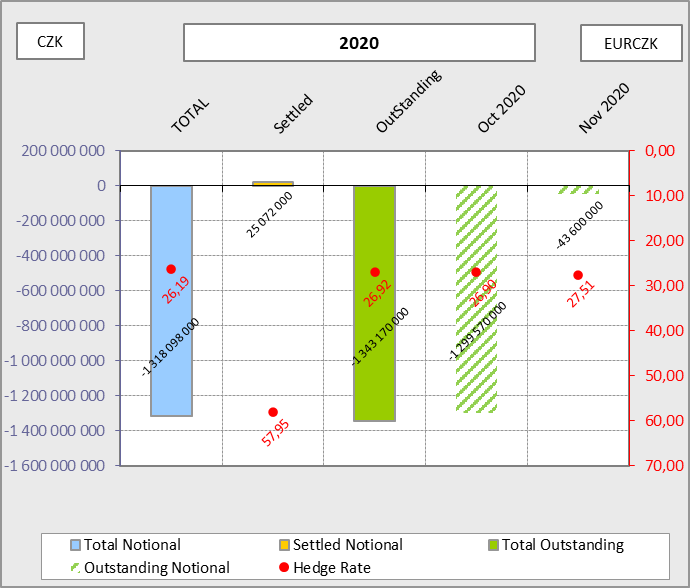 CZK
2020
EURCZK
TOTAL
Settled
OutStanding
Oct 2020
Nov 2020
200 000 000
0
-200 000 000
-400 000 000
-600 000 000
-800 000 000
-1 000 000 000
-1 200 000 000
-1 400 000 000
-1 600 000 000
-1 318 098 000
25 072 000
-1 343 170 000
-1 299 570 000
-43 600 000
26,19
57,95
26,92
26,90
27,51
0,00
10,00
20,00
30,00
40,00
50,00
60,00
70,00
Total Notional
Settled Notional
Total Outstanding
Outstanding Notional
Hedge Rate